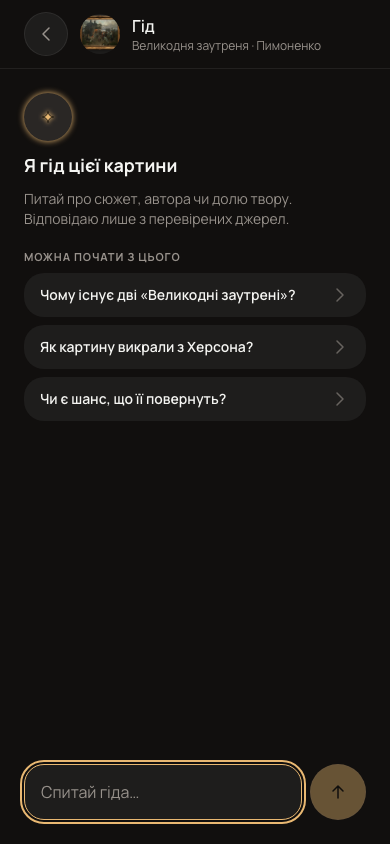 Гід
Великодня заутреня · Пимоненко
Я гід цієї картини
Питай про сюжет, автора чи долю твору.
Відповідаю лише з перевірених джерел.
МОЖНА ПОЧАТИ З ЦЬОГО
Чому існує дві «Великодні заутрені»?
Як картину викрали з Херсона?
Чи є шанс, що її повернуть?
Спитай гіда…